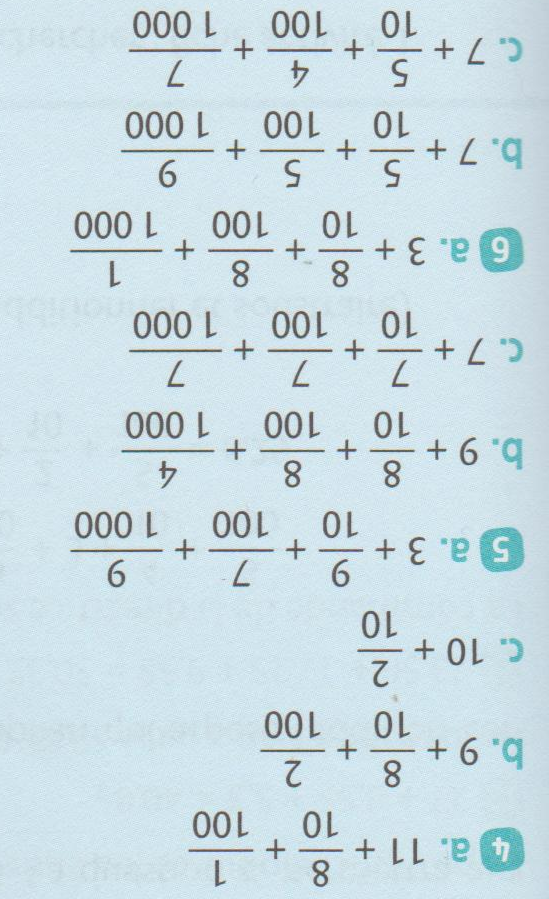 4 a. 11 + 8/10 + 1/100
b. 9 + 8/10 + 2/100
c. 10 + 2/10
5 a. 3 + 9/10 + 7/100 + 9/1 000
b. 9 + 8/10 + 8/100 + 4/1 000
c. 7 + 7/10 + 7/100 + 7/1 000
6 a. 3 + 8/10 + 8/100 + 1/1 000
b. 7 + 5/10 + 5/100 + 9/1 000
c. 7 + 5/10 + 4/100 + 7/1 000